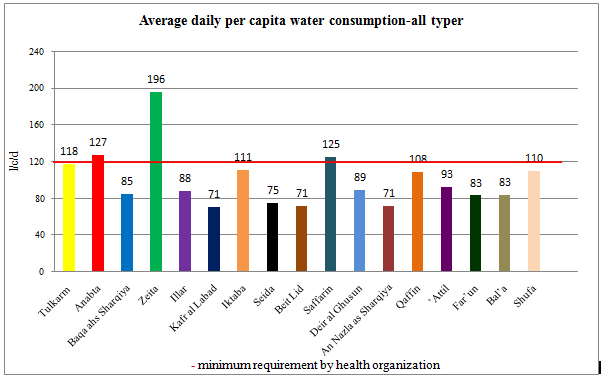 Average daily per capita water consumption-all typer
l/c/d
240
200
160
120
80
40
0
118
127
85
196
88
71
111
75
71
125
89
71
108
93
83
83
110
Tulkarm
Anabta
Baqa ahs Sharqiya
Zeita
Illar
Kafr al Labad
Iktaba
Seida
Beit Lid
Saffarin
Deir al Ghusun
An Nazla as Sharqiya
Qaffin
'Attil
Far'un
Bal'a
Shufa
- minimum requirement by health organization